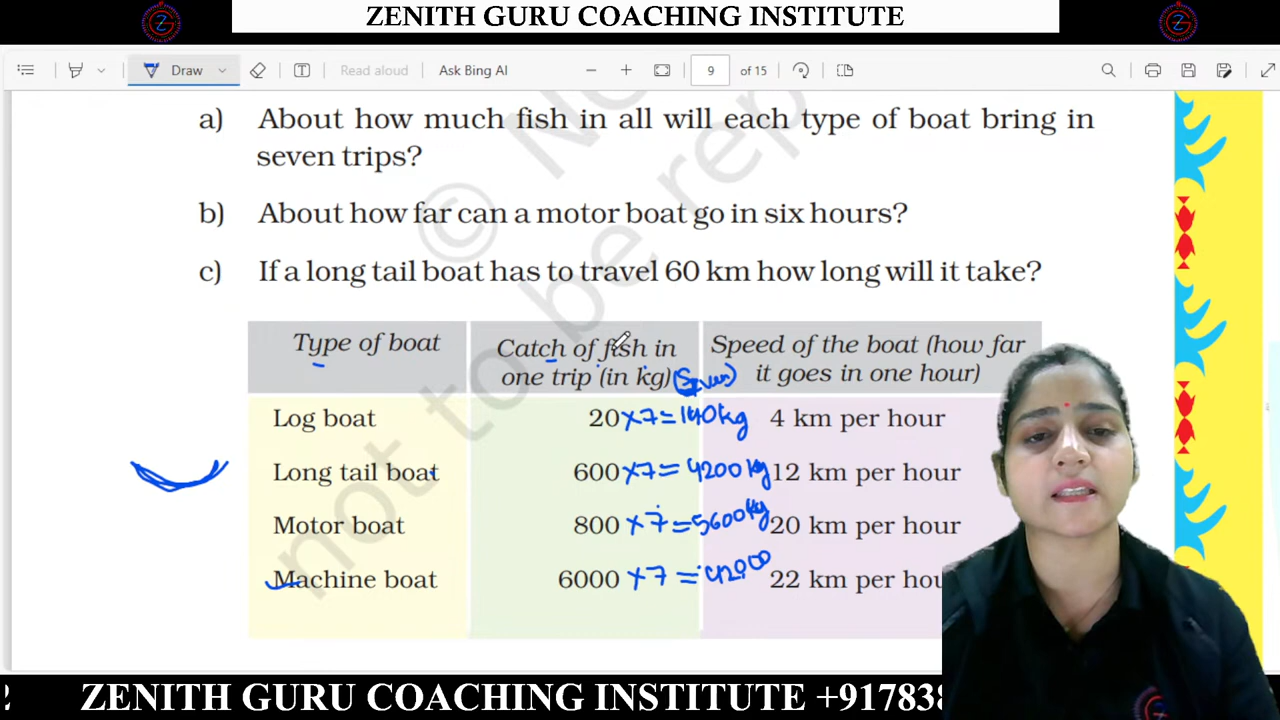 ZENITH GURU COACHING INSTITUTE
Draw
Read aloud
Ask Bing AI
9
of 15
a) About how much fish in all will each type of boat bring in
seven trips?
b) About how far can a motor boat go in six hours?
c) If a long tail boat has to travel 60 km how long will it take?
Type of boat
Catch of fish in
one trip (in kg)
Speed of the boat (how far
it goes in one hour)
Log boat 20 ×7=140kg 4 km per hour
Long tail boat 600 ×7=4200kg 12 km per hour
Motor boat 800 ×7=5600kg 20 km per hour
Machine boat 6000 ×7=42000 22 km per hou
© N
not to be rep
ZENITH GURU COACHING INSTITUTE +91783